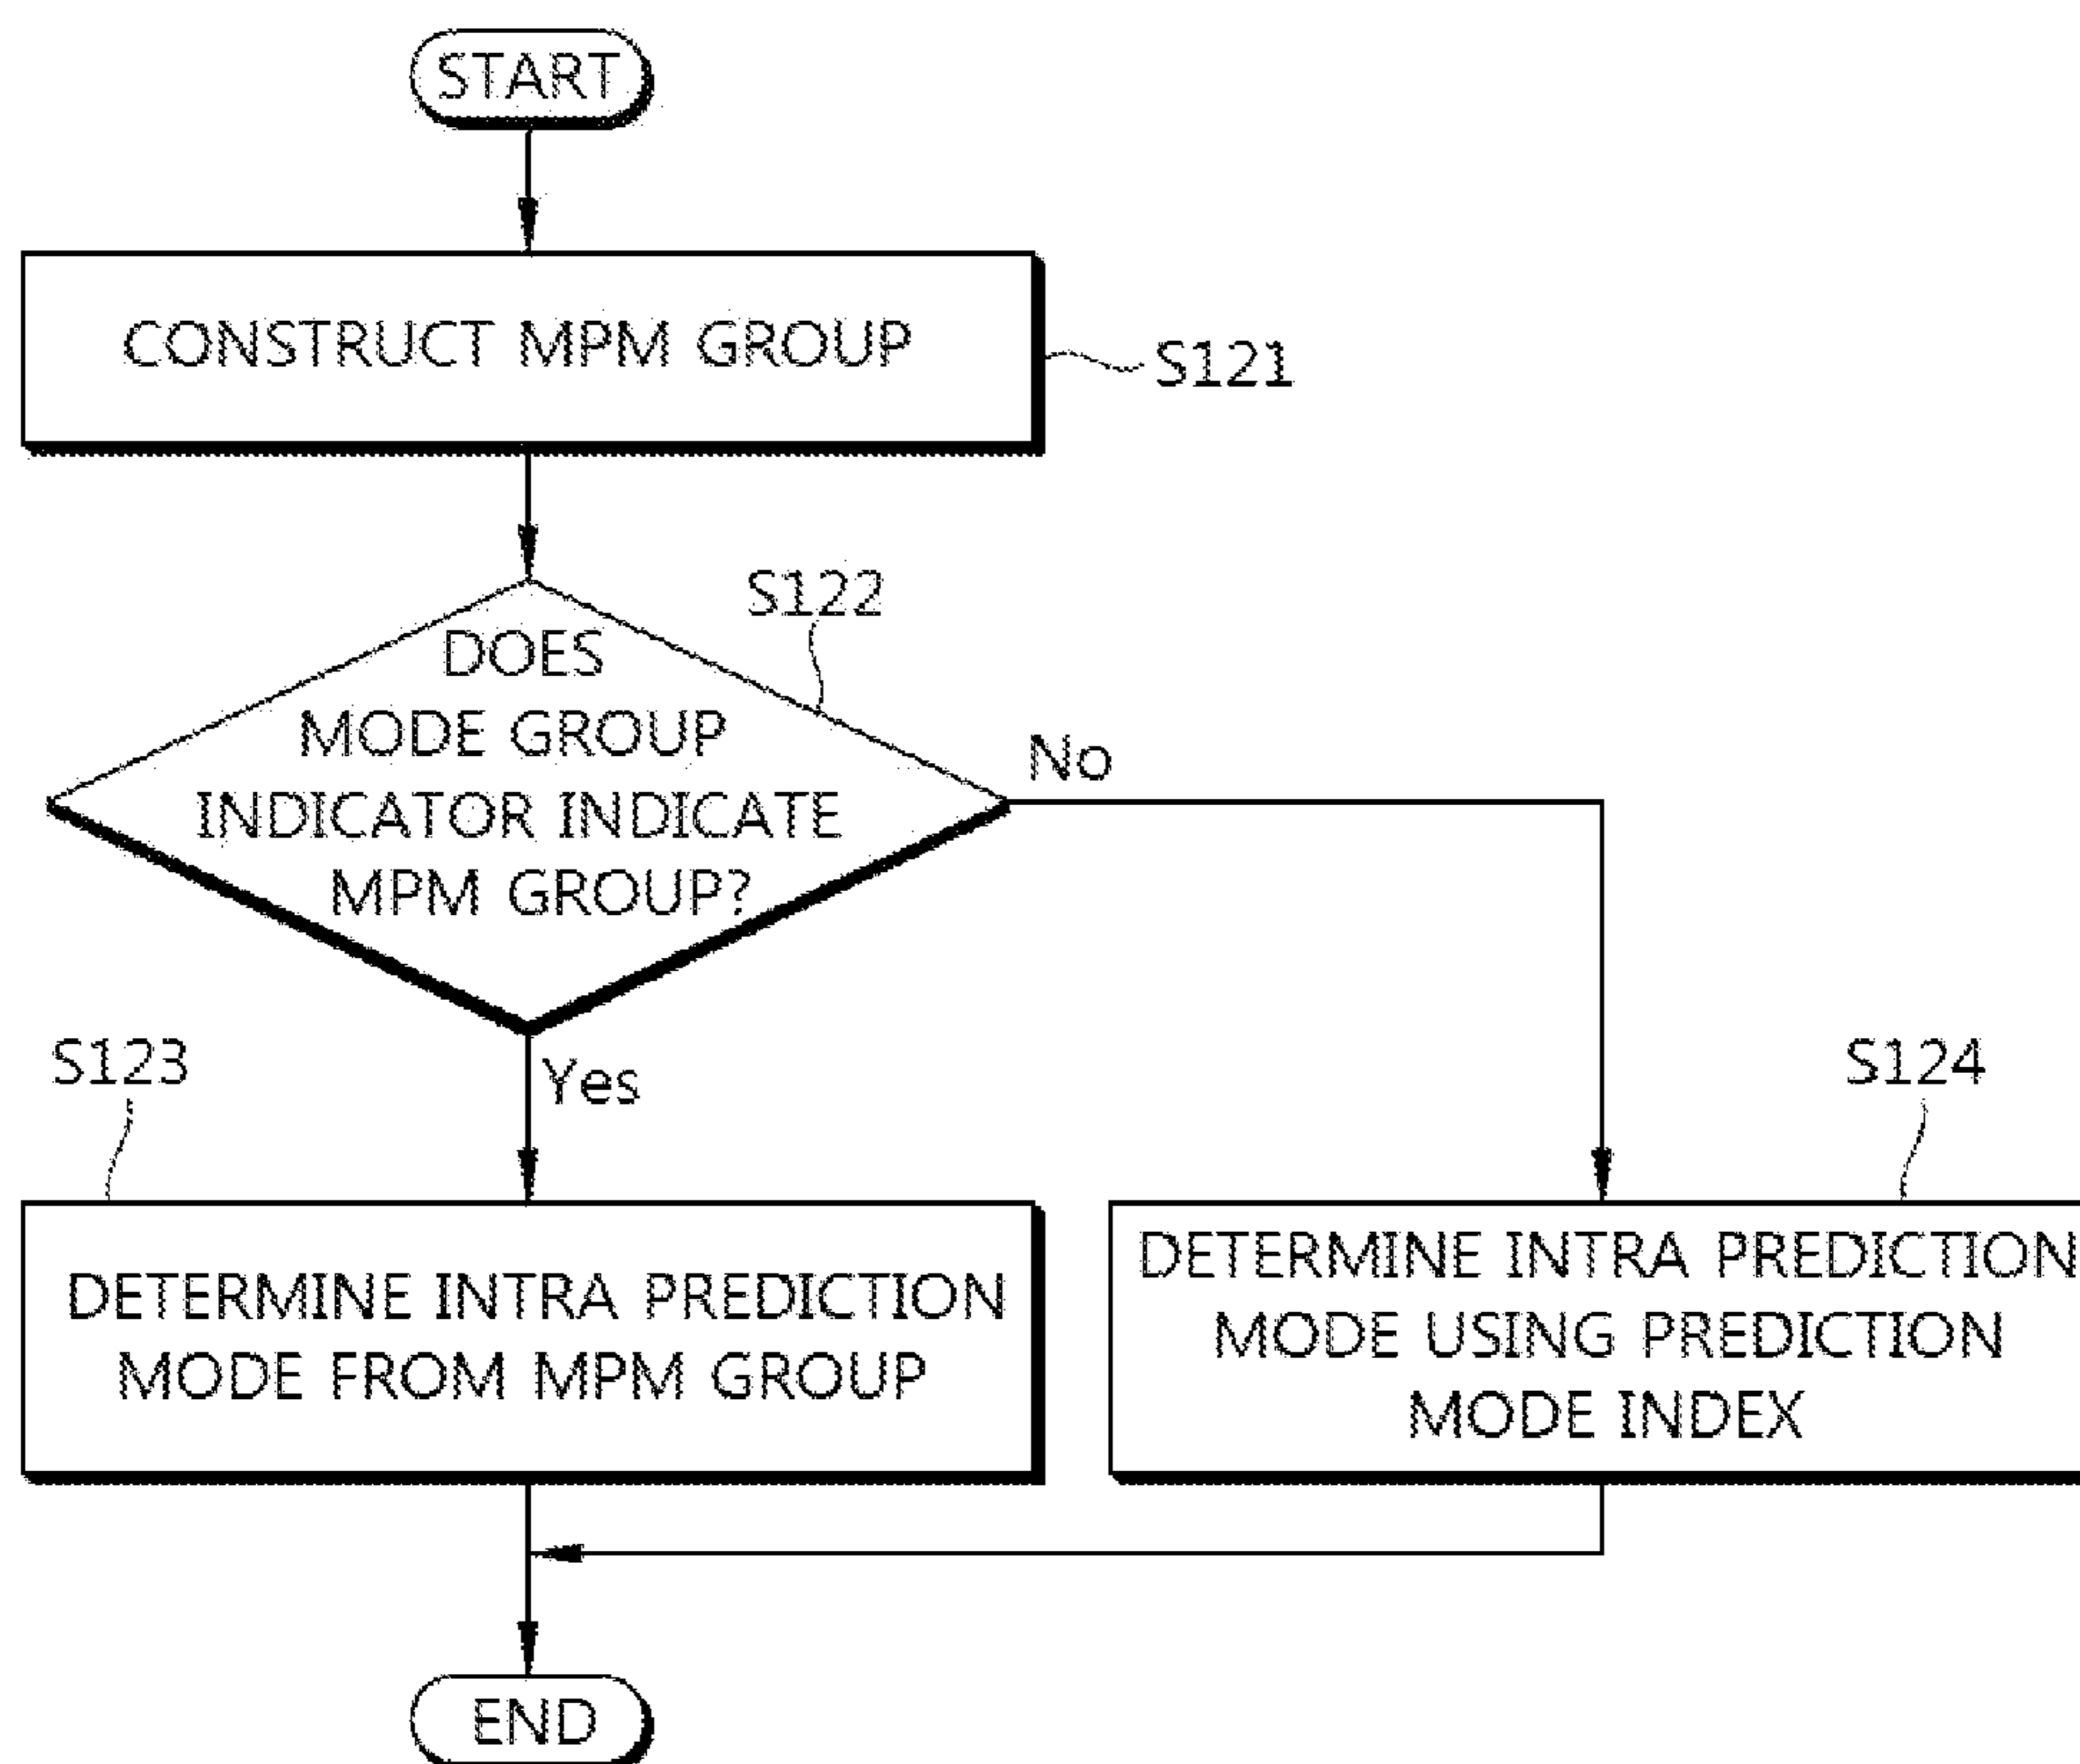 START
CONSTRUCT MPM GROUP
S121
S122
DOES
MODE GROUP
INDICATOR INDICATE
MPM GROUP?
No
Yes
S123
DETERMINE INTRA PREDICTION
MODE FROM MPM GROUP
S124
DETERMINE INTRA PREDICTION
MODE USING PREDICTION
MODE INDEX
END